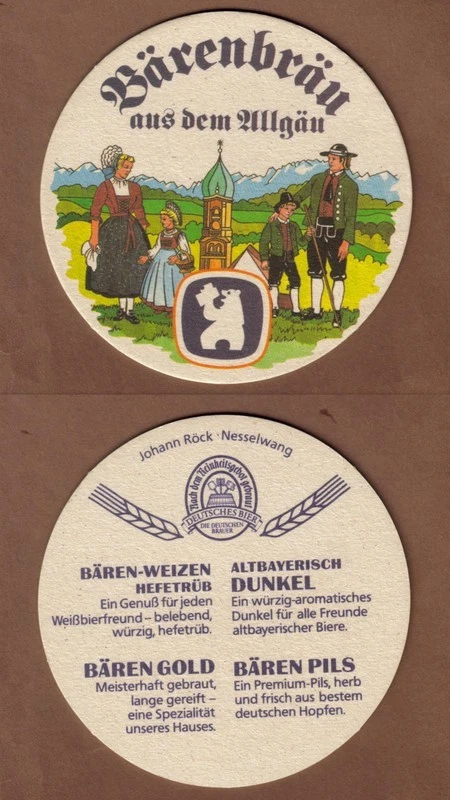 Bärenbräu
aus dem Allgäu
Johann Röck · Nesselwang
Nach dem Reinheitsgebot gebraut
DEUTSCHES BIER
DIE DEUTSCHEN
BRAUER
BÄREN-WEIZEN
HEFETRÜB
Ein Genuß für jeden
Weißbierfreund – belebend,
würzig, hefetrüb.
ALTBAYERISCH
DUNKEL
Ein würzig-aromatisches
Dunkel für alle Freunde
altbayerischer Biere.
BÄREN GOLD
Meisterhaft gebraut,
lange gereift –
eine Spezialität
unseres Hauses.
BÄREN PILS
Ein Premium-Pils, herb
und frisch aus bestem
deutschen Hopfen.